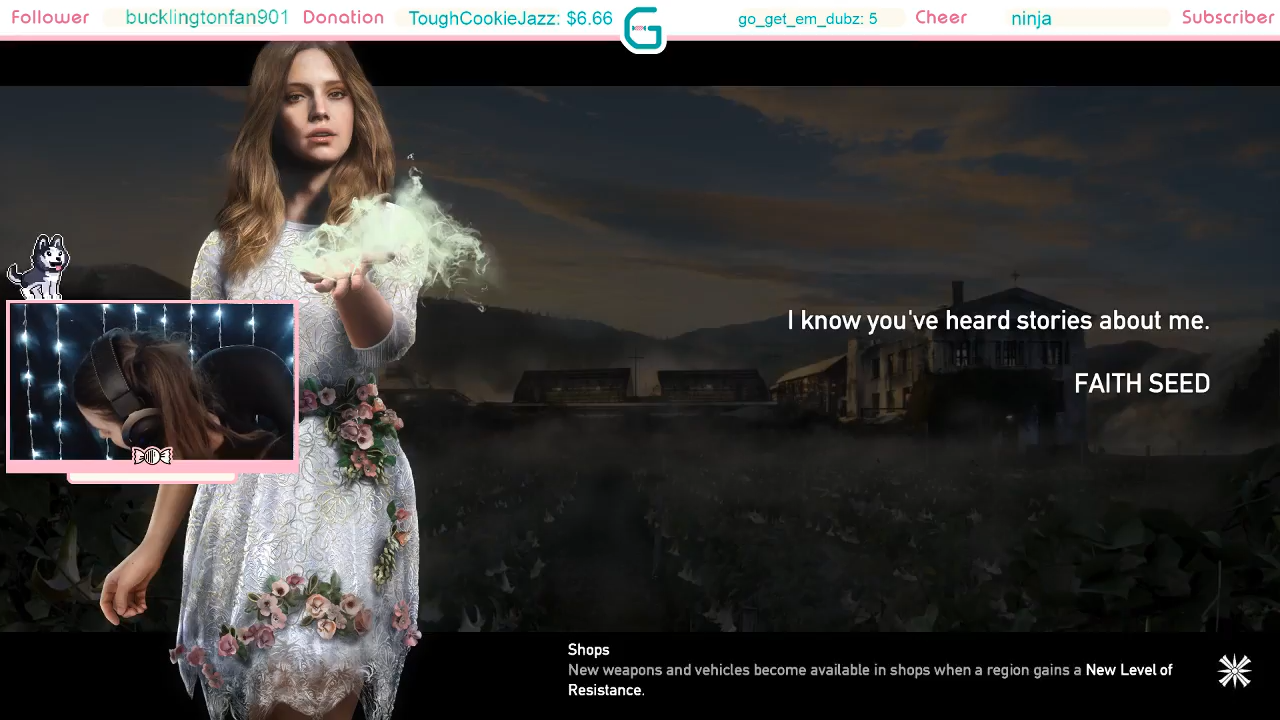 Follower bucklingtonfan901 Donation ToughCookieJazz: $6.66 G go_get_em_dubz: 5 Cheer ninja Subscriber
I know you've heard stories about me.
FAITH SEED
Shops
New weapons and vehicles become available in shops when a region gains a New Level of
Resistance.